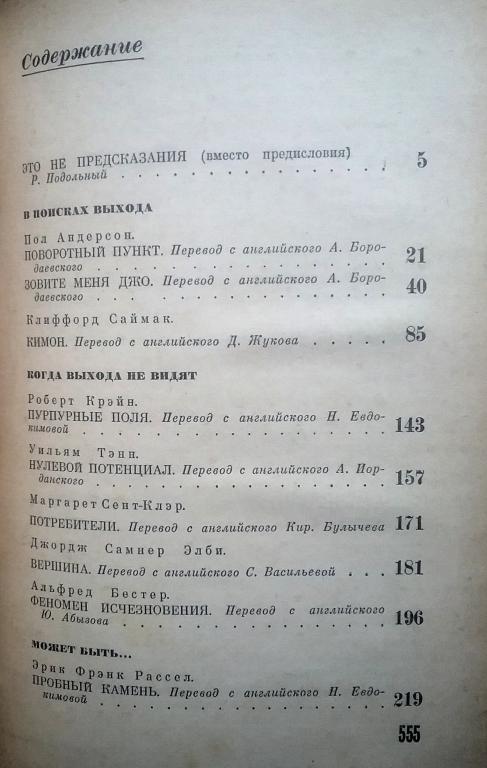 Содержание
ЭТО НЕ ПРЕДСКАЗАНИЯ (вместо предисловия)
Р. Подольный . . . . . . . . . . . . . . 5
В ПОИСКАХ ВЫХОДА
Пол Андерсон.
ПОВОРОТНЫЙ ПУНКТ. Перевод с английского А. Боро-
даевского . . . . . . . . . . . . . . 21
ЗОВИТЕ МЕНЯ ДЖО. Перевод с английского А. Боро-
даевского . . . . . . . . . . . . . . 40
Клиффорд Саймак.
КИМОН. Перевод с английского Д. Жукова . . . . . 85
КОГДА ВЫХОДА НЕ ВИДЯТ
Роберт Крэйн.
ПУРПУРНЫЕ ПОЛЯ. Перевод с английского Н. Евдо-
кимовой . . . . . . . . . . . . . . 143
Уильям Тэнн.
НУЛЕВОЙ ПОТЕНЦИАЛ. Перевод с английского А. Иор-
данского . . . . . . . . . . . . . . 157
Маргарет Сент-Клэр.
ПОТРЕБИТЕЛИ. Перевод с английского Кир. Булычева 171
Джордж Самнер Элби.
ВЕРШИНА. Перевод с английского С. Васильевой . . . 181
Альфред Бестер.
ФЕНОМЕН ИСЧЕЗНОВЕНИЯ. Перевод с английского
Ю. Абызова . . . . . . . . . . . . . . 196
МОЖЕТ БЫТЬ...
Эрик Фрэнк Рассел.
ПРОБНЫЙ КАМЕНЬ. Перевод с английского Н. Евдо-
кимовой . . . . . . . . . . . . . . 219
555